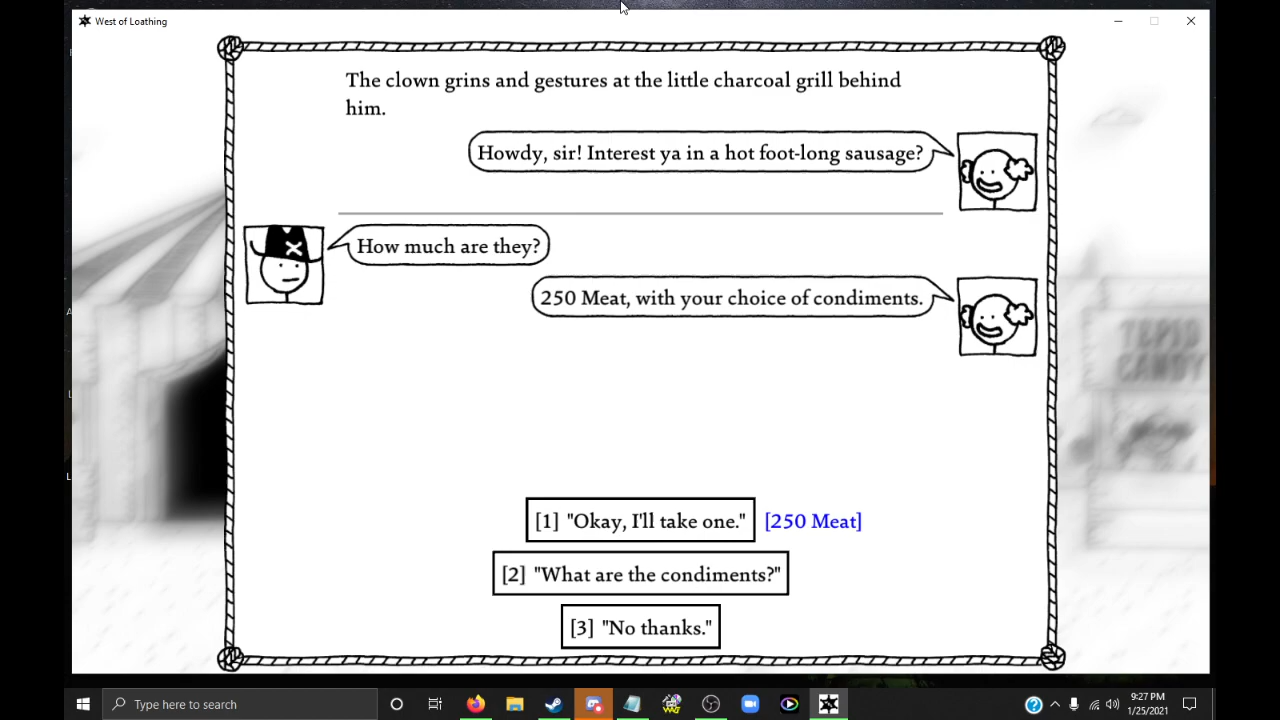 West of Loathing
The clown grins and gestures at the little charcoal grill behind
him.
Howdy, sir! Interest ya in a hot foot-long sausage?
How much are they?
250 Meat, with your choice of condiments.
TEPID
CANDY
[1] "Okay, I'll take one." [250 Meat]
[2] "What are the condiments?"
[3] "No thanks."
Type here to search
9:27 PM
1/25/2021